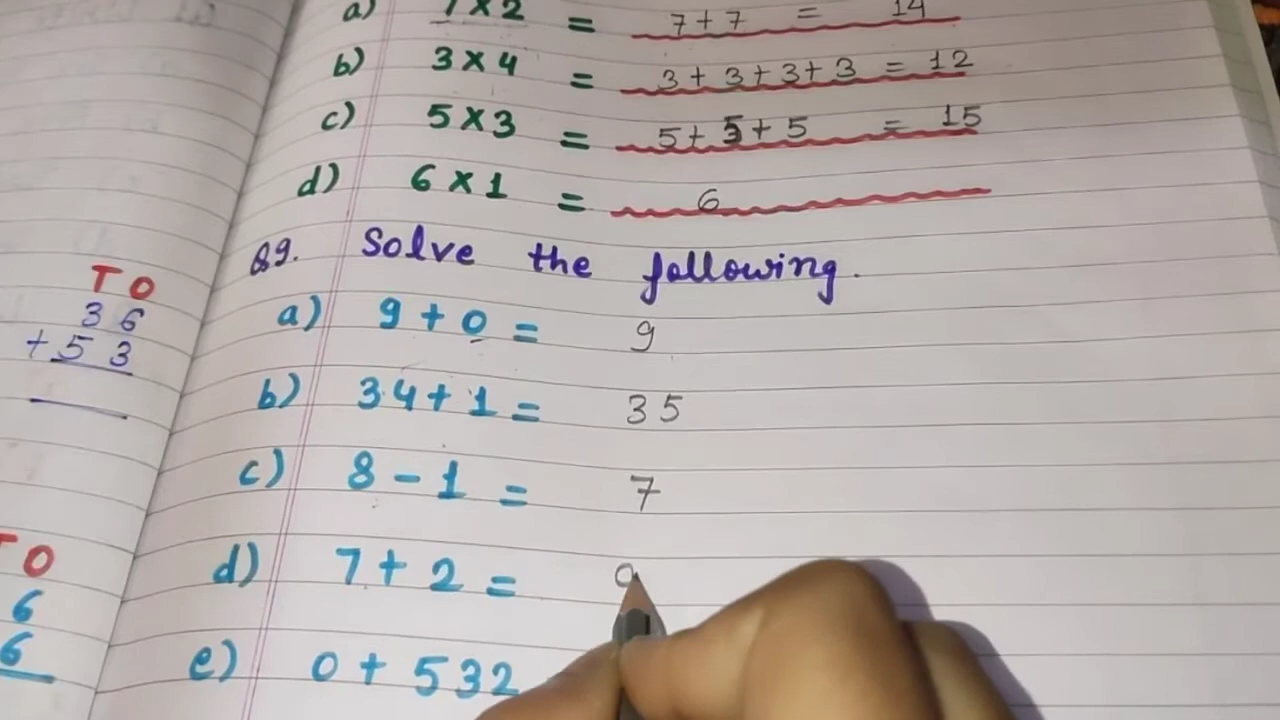 a) 7 x 2 = 7 + 7 = 14
b) 3 x 4 = 3 + 3 + 3 + 3 = 12
c) 5 x 3 = 5 + 5 + 5 = 15
d) 6 x 1 = 6
Q9. Solve the following.
a) 9 + 0 = 9
b) 34 + 1 = 35
c) 8 - 1 = 7
d) 7 + 2 =
e) 0 + 532
T O
3 6
+ 5 3
O
6
6